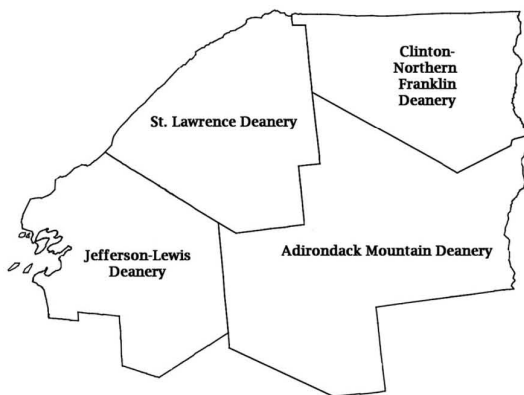 Clinton-
Northern
Franklin
Deanery
St. Lawrence Deanery
Jefferson-Lewis
Deanery
Adirondack Mountain Deanery